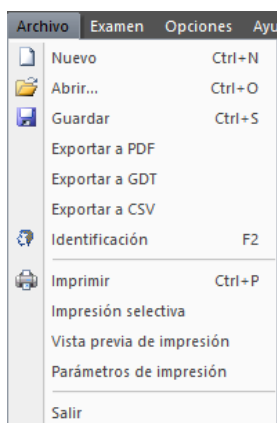 Archivo Examen Opciones Ayu
Nuevo Ctrl+N
Abrir... Ctrl+O
Guardar Ctrl+S
Exportar a PDF
Exportar a GDT
Exportar a CSV
Identificación F2
Imprimir Ctrl+P
Impresión selectiva
Vista previa de impresión
Parámetros de impresión
Salir